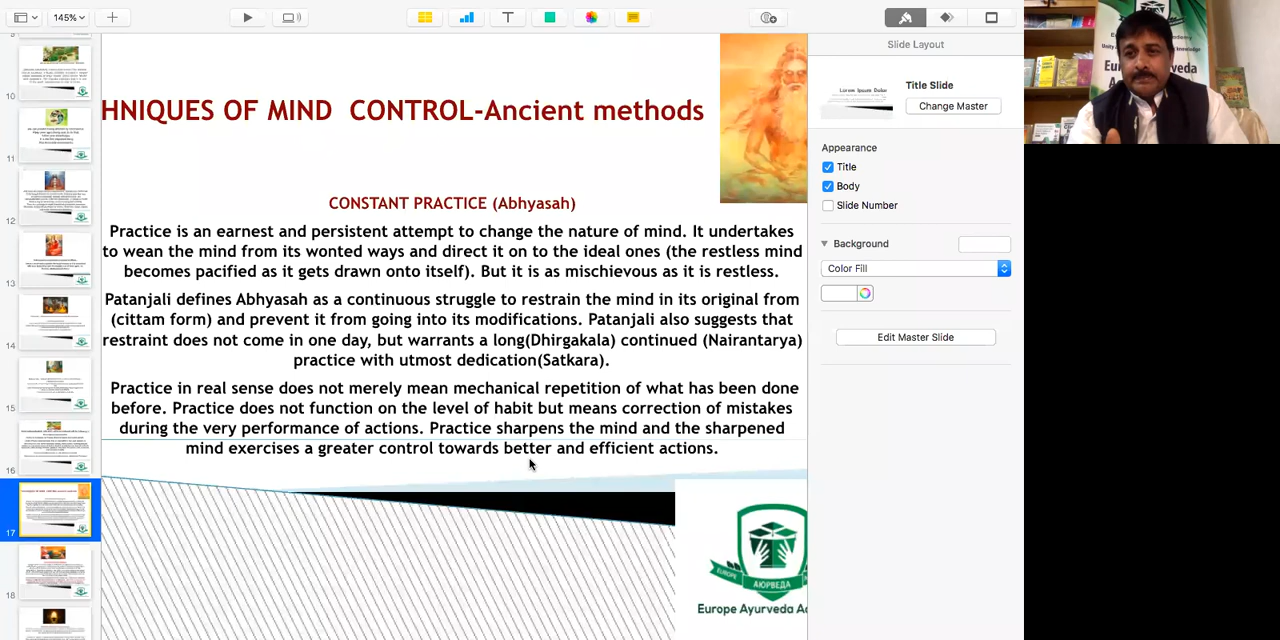 145%
Slide Layout
Title Slide
Change Master
Appearance
Title
Body
Slide Number
Background
Color Fill
Edit Master Slide
10
11
12
13
14
15
16
17
18
HNIQUES OF MIND CONTROL-Ancient methods
CONSTANT PRACTICE (Abhyasah)
Practice is an earnest and persistent attempt to change the nature of mind. It undertakes
to wean the mind from its wonted ways and direct it on to the ideal ones (the restless mind
becomes pacified as it gets drawn onto itself). But it is as mischievous as it is restless.
Patanjali defines Abhyasah as a continuous struggle to restrain the mind in its original from
(cittam form) and prevent it from going into its modifications. Patanjali also suggests that
restraint does not come in one day, but warrants a long(Dhirgakala) continued (Nairantarya)
practice with utmost dedication(Satkara).
Practice in real sense does not merely mean mechanical repetition of what has been done
before. Practice does not function on the level of habit but means correction of mistakes
during the very performance of actions. Practice sharpens the mind and the sharpened
mind exercises a greater control towards better and efficient actions.
EUROPE
АЮРВЕДА
Europe Ayurveda Ac